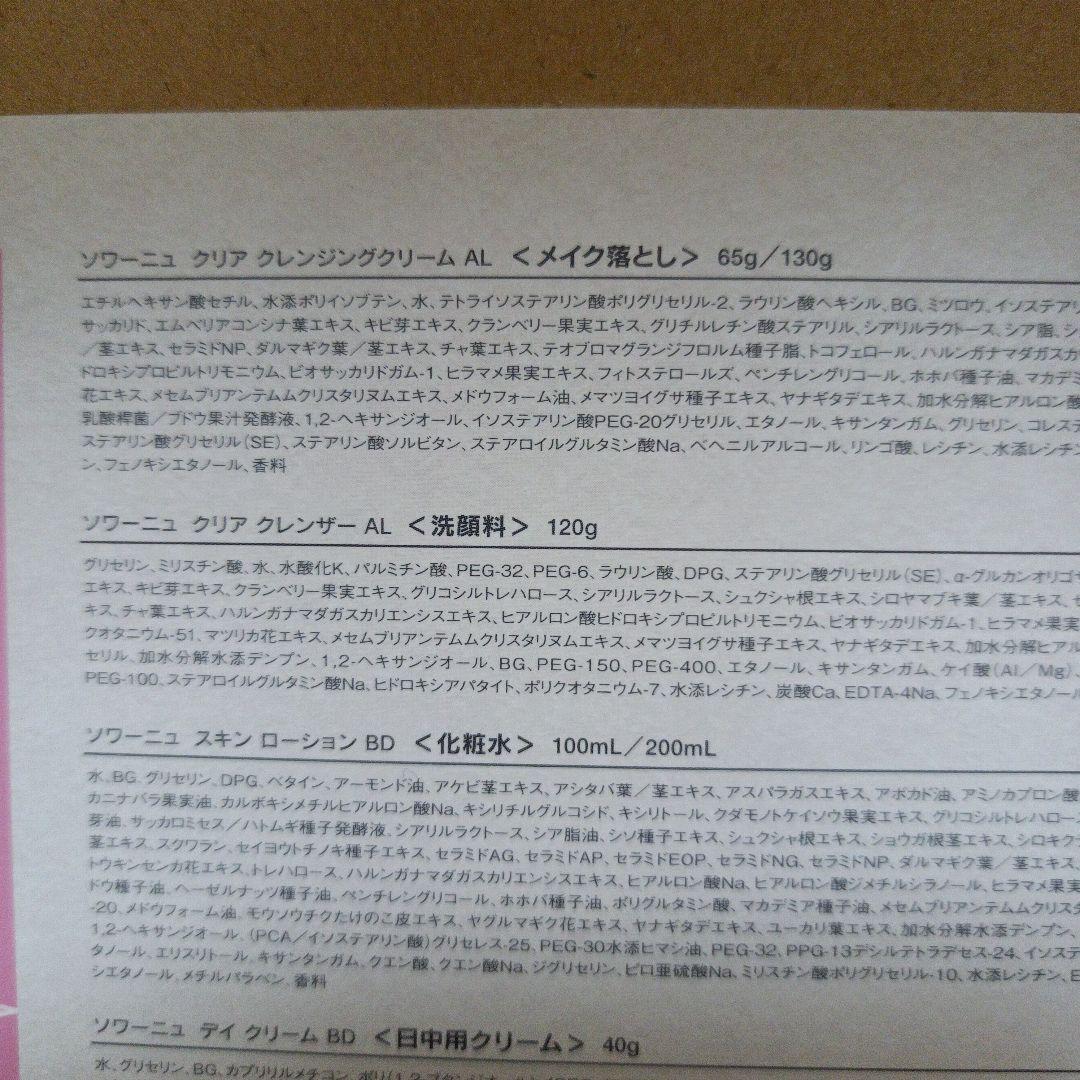 ソワーニュ クリア クレンジングクリーム AL ＜メイク落とし＞ 65g／130g
エチルヘキサン酸セチル、水添ポリイソブテン、水、テトライソステアリン酸ポリグリセリル-2、ラウリン酸ヘキシル、BG、ミツロウ、イソステアリ
サッカリド、エムベリアコンシナ葉エキス、キビ芽エキス、クランベリー果実エキス、グリチルレチン酸ステアリル、シアリルラクトース、シア脂、シ
／茎エキス、セラミドNP、ダルマギク葉／茎エキス、チャ葉エキス、テオブロマグランジフロルム種子脂、トコフェロール、ハルンガナマダガスカ
ドロキシプロピルトリモニウム、ビオサッカリドガム-1、ヒラマメ果実エキス、フィトステロールズ、ペンチレングリコール、ホホバ種子油、マカデミ
花エキス、メセムブリアンテムムクリスタリヌムエキス、メドウフォーム油、メマツヨイグサ種子エキス、ヤナギタデエキス、加水分解ヒアルロン酸
乳酸桿菌／ブドウ果汁発酵液、1,2-ヘキサンジオール、イソステアリン酸PEG-20グリセリル、エタノール、キサンタンガム、グリセリン、コレステ
ステアリン酸グリセリル(SE)、ステアリン酸ソルビタン、ステアロイルグルタミン酸Na、ベヘニルアルコール、リンゴ酸、レシチン、水添レシチン
ン、フェノキシエタノール、香料
ソワーニュ クリア クレンザー AL ＜洗顔料＞ 120g
グリセリン、ミリスチン酸、水、水酸化K、パルミチン酸、PEG-32、PEG-6、ラウリン酸、DPG、ステアリン酸グリセリル(SE)、α-グルカンオリゴサ
エキス、キビ芽エキス、クランベリー果実エキス、グリコシルトレハロース、シアリルラクトース、シュクシャ根エキス、シロヤマブキ葉／茎エキス、セ
キス、チャ葉エキス、ハルンガナマダガスカリエンシスエキス、ヒアルロン酸ヒドロキシプロピルトリモニウム、ビオサッカリドガム-1、ヒラマメ果実
クオタニウム-51、マツリカ花エキス、メセムブリアンテムムクリスタリヌムエキス、メマツヨイグサ種子エキス、ヤナギタデエキス、加水分解ヒアル
セリル、加水分解水添デンプン、1,2-ヘキサンジオール、BG、PEG-150、PEG-400、エタノール、キサンタンガム、ケイ酸(Al／Mg)、
PEG-100、ステアロイルグルタミン酸Na、ヒドロキシアパタイト、ポリクオタニウム-7、水添レシチン、炭酸Ca、EDTA-4Na、フェノキシエタノール
ソワーニュ スキン ローション BD ＜化粧水＞ 100mL／200mL
水、BG、グリセリン、DPG、ベタイン、アーモンド油、アケビ茎エキス、アシタバ葉／茎エキス、アスパラガスエキス、アボカド油、アミノカプロン酸
カニナバラ果実油、カルボキシメチルヒアルロン酸Na、キシリチルグルコシド、キシリトール、クダモノトケイソウ果実エキス、グリコシルトレハロース
芽油、サッカロミセス／ハトムギ種子発酵液、シアリルラクトース、シア脂油、シソ種子エキス、シュクシャ根エキス、ショウガ根茎エキス、シロキクラ
茎エキス、スクワラン、セイヨウトチノキ種子エキス、セラミドAG、セラミドAP、セラミドEOP、セラミドNG、セラミドNP、ダルマギク葉／茎エキス、
トウキンセンカ花エキス、トレハロース、ハルンガナマダガスカリエンシスエキス、ヒアルロン酸Na、ヒアルロン酸ジメチルシラノール、ヒラマメ果実
ドウ種子油、ヘーゼルナッツ種子油、ペンチレングリコール、ホホバ種子油、ポリグルタミン酸、マカデミア種子油、メセムブリアンテムムクリスタ
-20、メドウフォーム油、モウソウチクたけのこ皮エキス、ヤグルマギク花エキス、ヤナギタデエキス、ユーカリ葉エキス、加水分解水添デンプン、
1,2-ヘキサンジオール、(PCA／イソステアリン酸)グリセレス-25、PEG-30水添ヒマシ油、PEG-32、PPG-13デシルテトラデセス-24、イソステ
タノール、エリスリトール、キサンタンガム、クエン酸、クエン酸Na、ジグリセリン、ピロ亜硫酸Na、ミリスチン酸ポリグリセリル-10、水添レシチン、E
シエタノール、メチルパラベン、香料
ソワーニュ デイ クリーム BD ＜日中用クリーム＞ 40g
水、グリセリン、BG、カプリリルメチコン、